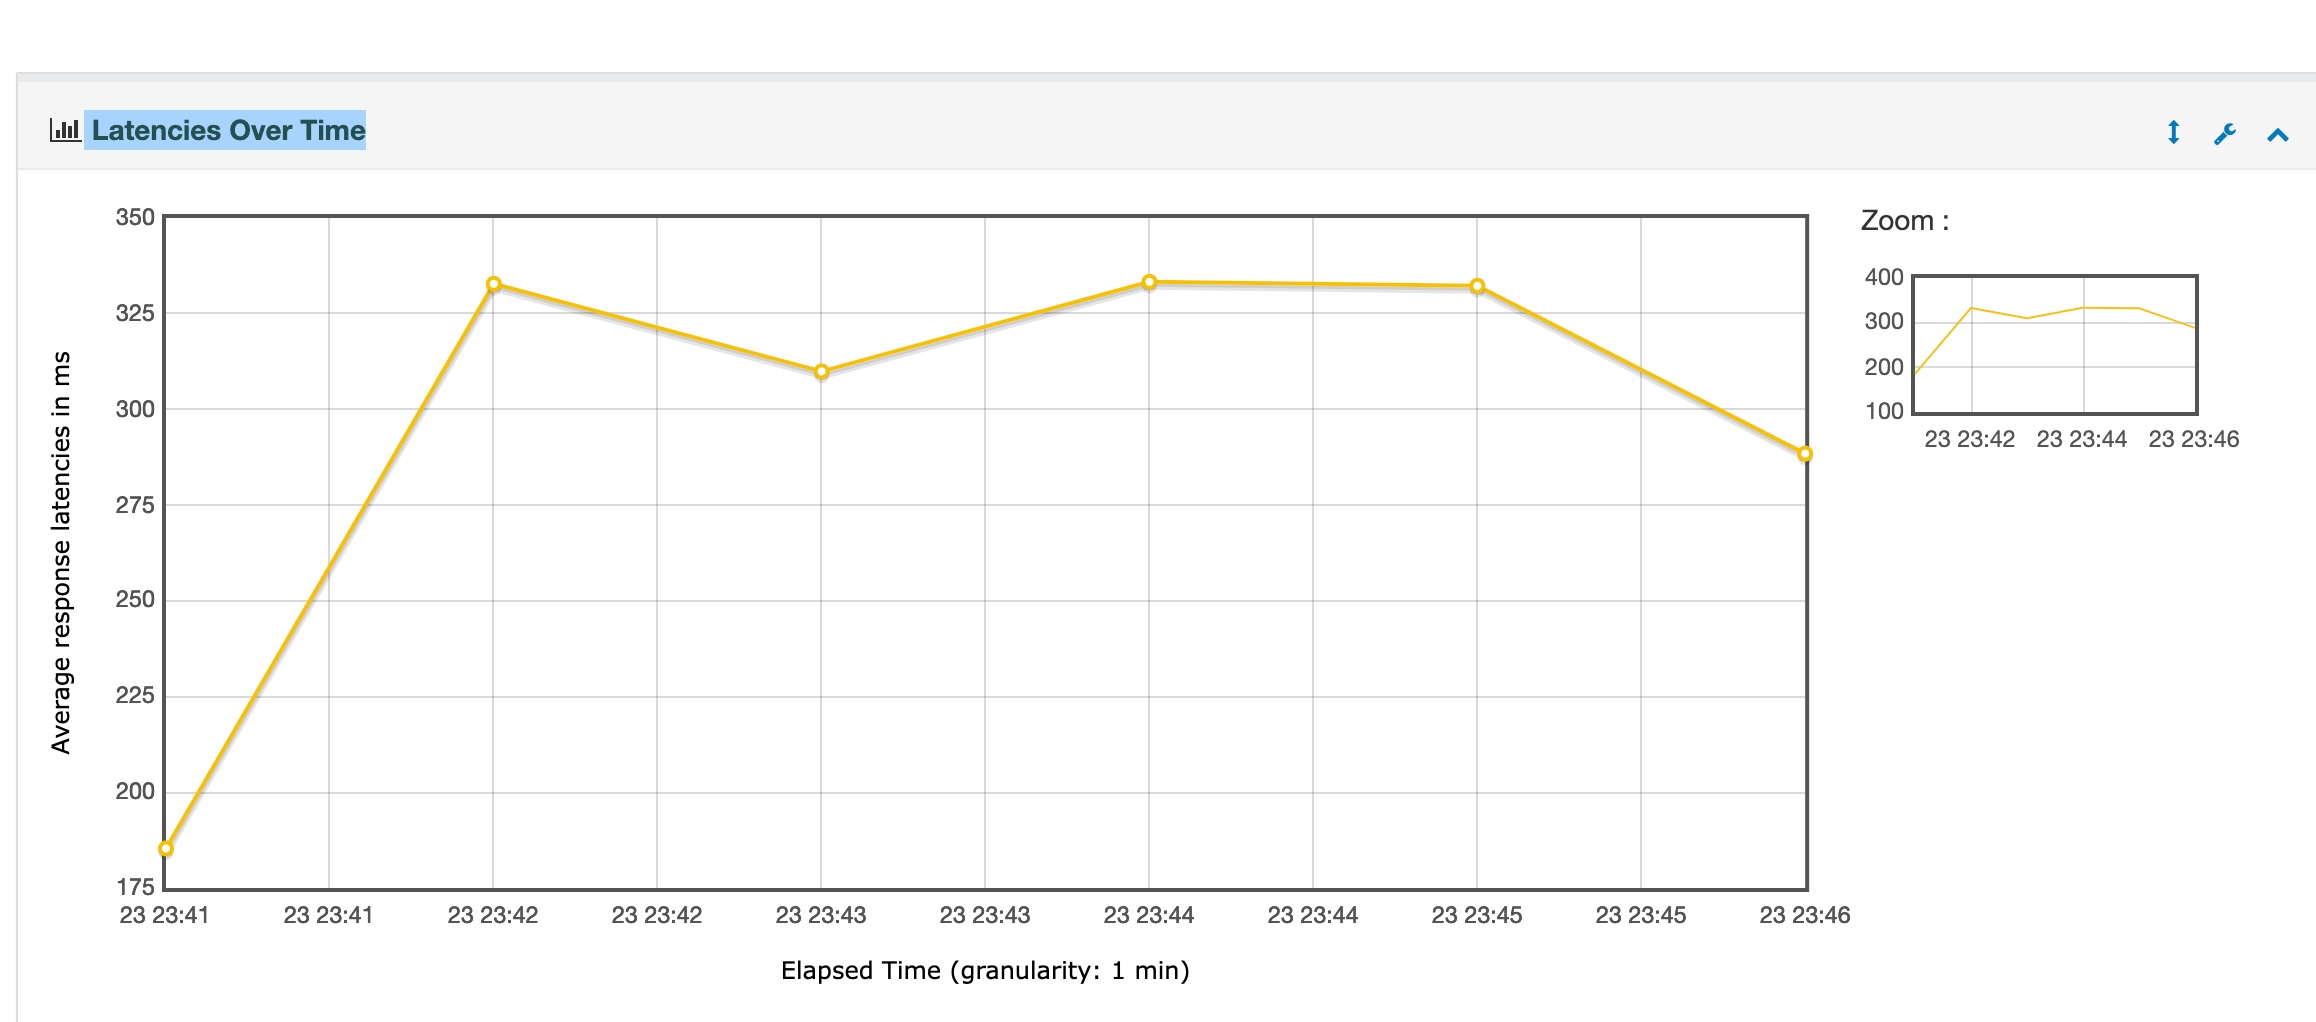 Latencies Over Time
350
325
300
275
250
225
200
175
Average response latencies in ms
23 23:41 23 23:41 23 23:42 23 23:42 23 23:43 23 23:43 23 23:44 23 23:44 23 23:45 23 23:45 23 23:46
Elapsed Time (granularity: 1 min)
Zoom :
400
300
200
100
23 23:42 23 23:44 23 23:46